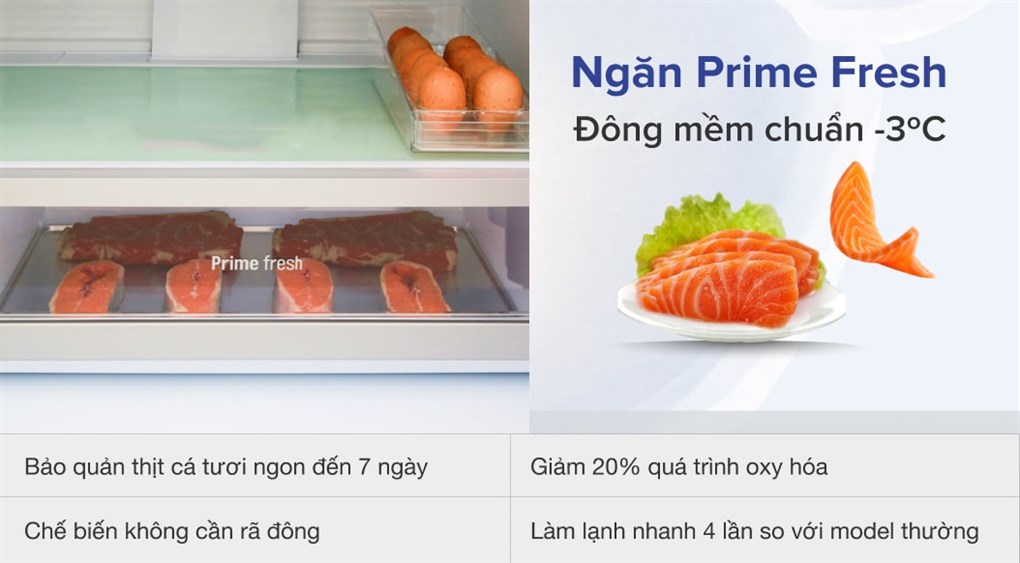 Ngăn Prime Fresh
Đông mềm chuẩn -3°C
Prime fresh
Bảo quản thịt cá tươi ngon đến 7 ngày
Giảm 20% quá trình oxy hóa
Chế biến không cần rã đông
Làm lạnh nhanh 4 lần so với model thường